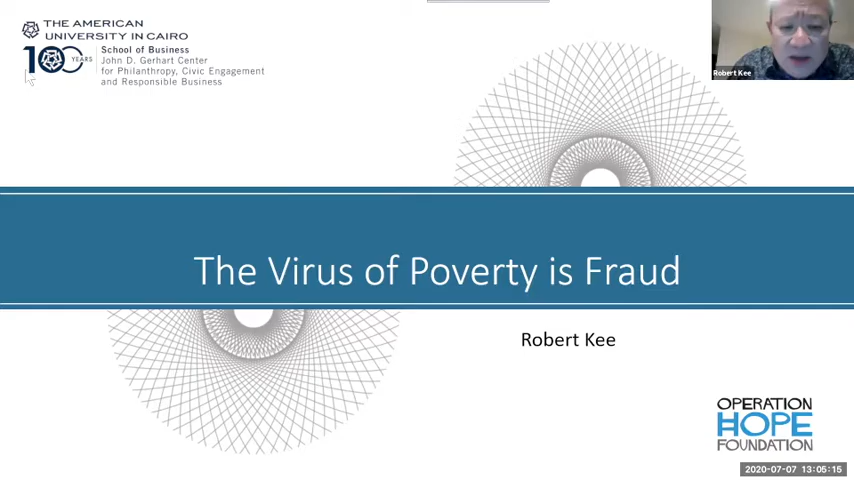 THE AMERICAN
UNIVERSITY IN CAIRO
100 YEARS
School of Business
John D. Gerhart Center
for Philanthropy, Civic Engagement
and Responsible Business
Robert Kee
The Virus of Poverty is Fraud
Robert Kee
OPERATION
HOPE
FOUNDATION
2020-07-07 13:05:15